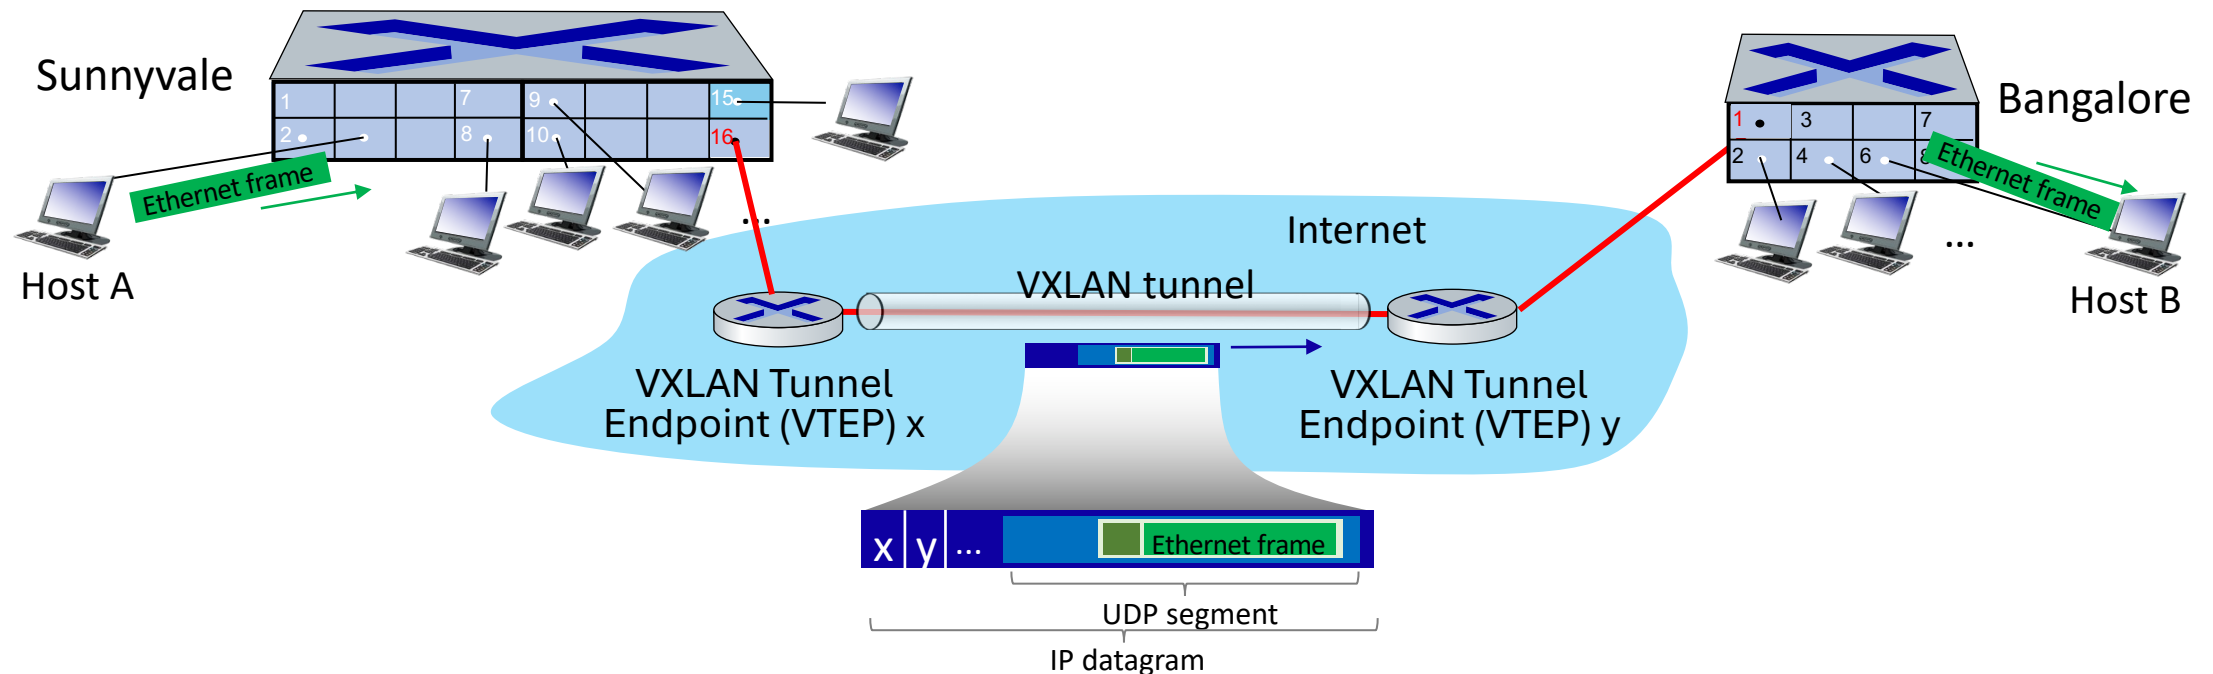 Sunnyvale
1
7
9
15
2
8
10
16
Ethernet frame
Host A
...
Bangalore
1
3
7
2
4
6
8
Ethernet frame
...
Host B
Internet
VXLAN tunnel
VXLAN Tunnel
Endpoint (VTEP) x
VXLAN Tunnel
Endpoint (VTEP) y
x y ...
Ethernet frame
UDP segment
IP datagram